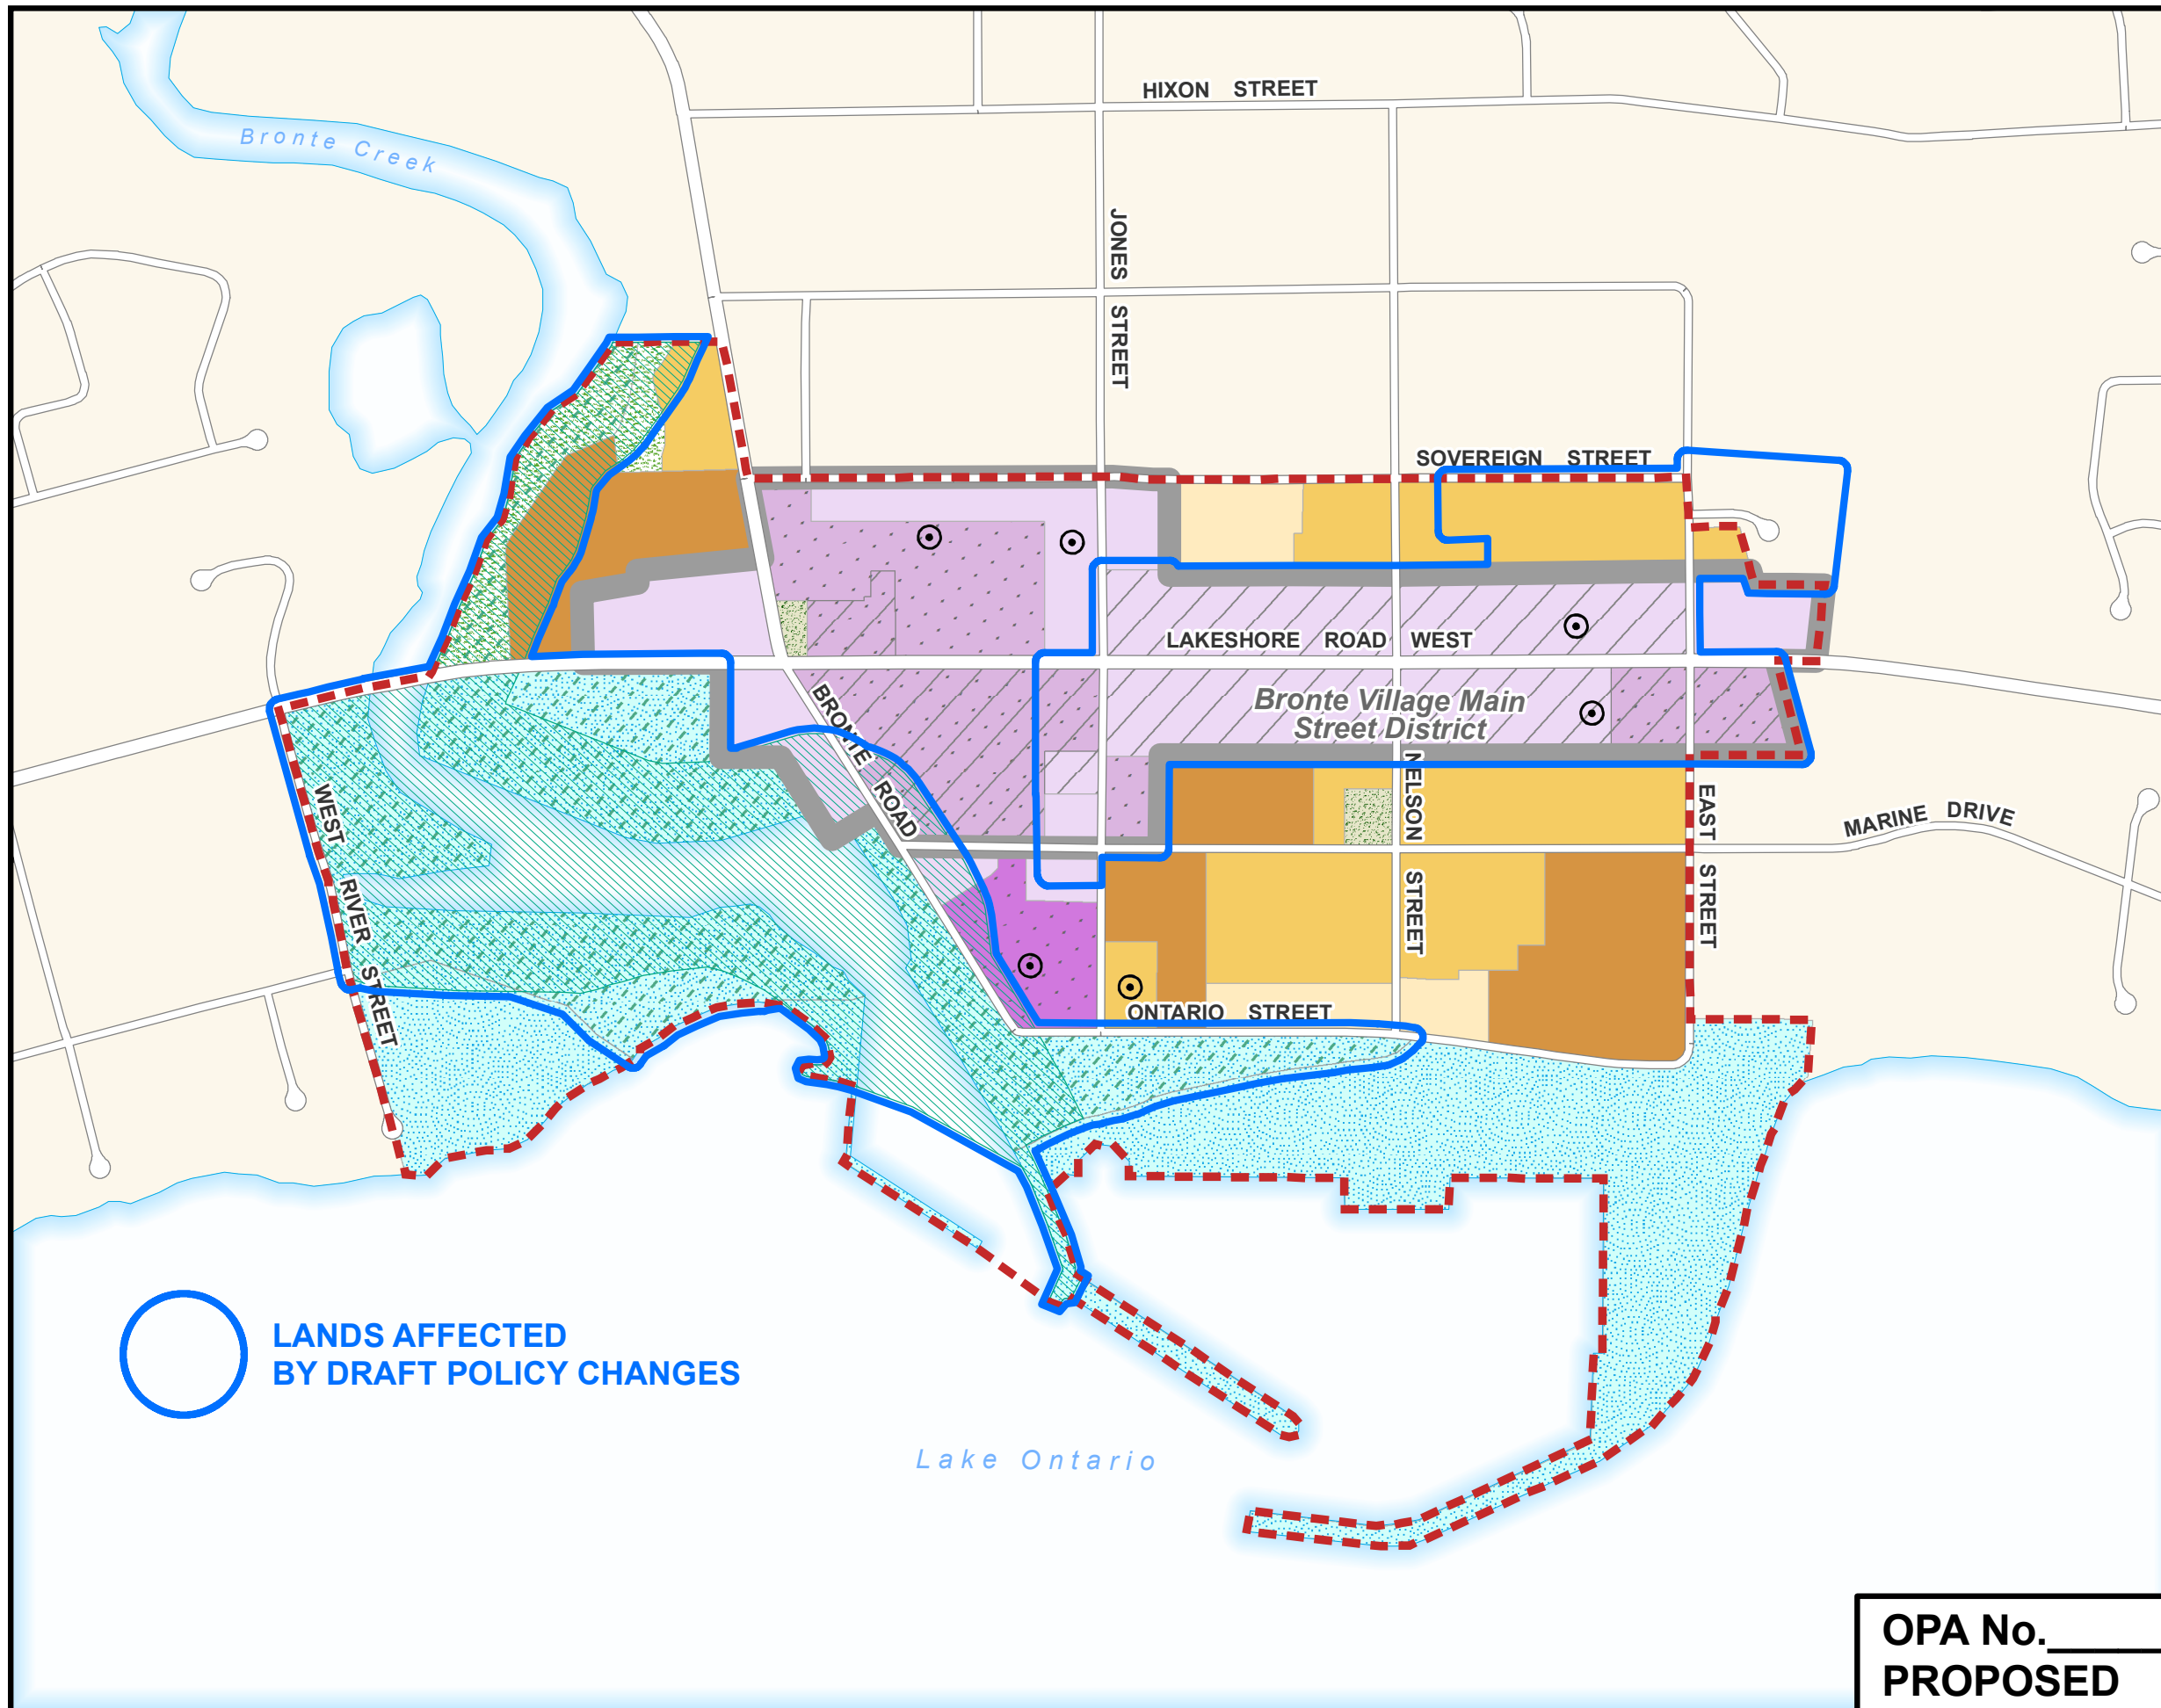 HIXON STREET
Bronte Creek
JONES STREET
SOVEREIGN STREET
LAKESHORE ROAD WEST
Bronte Village Main
Street District
BRONTE ROAD
NELSON STREET
EAST STREET
MARINE DRIVE
WEST RIVER STREET
ONTARIO STREET
LANDS AFFECTED
BY DRAFT POLICY CHANGES
Lake Ontario
OPA No.____
PROPOSED